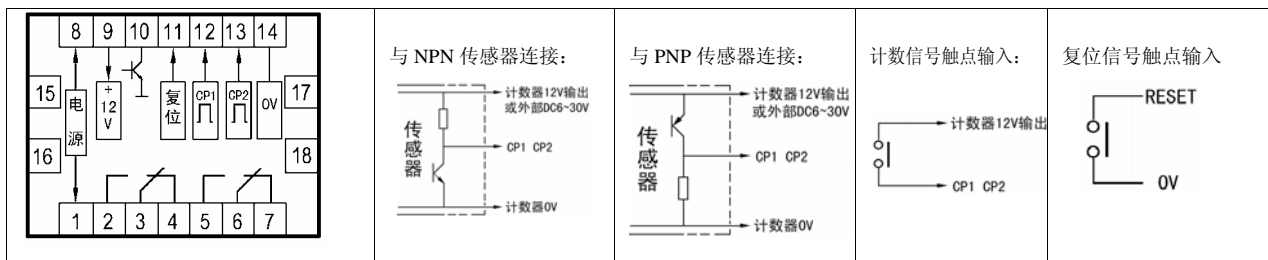 8 9 10 11 12 13 14
15
电源
+
12V
复位
CP1
CP2
0V
17
16
18
1 2 3 4 5 6 7
与 NPN 传感器连接：
计数器12V输出
或外部DC6~30V
传感器
CP1 CP2
计数器0V
与 PNP 传感器连接：
计数器12V输出
或外部DC6~30V
传感器
CP1 CP2
计数器0V
计数信号触点输入：
计数器12V输出
CP1 CP2
复位信号触点输入
RESET
0V